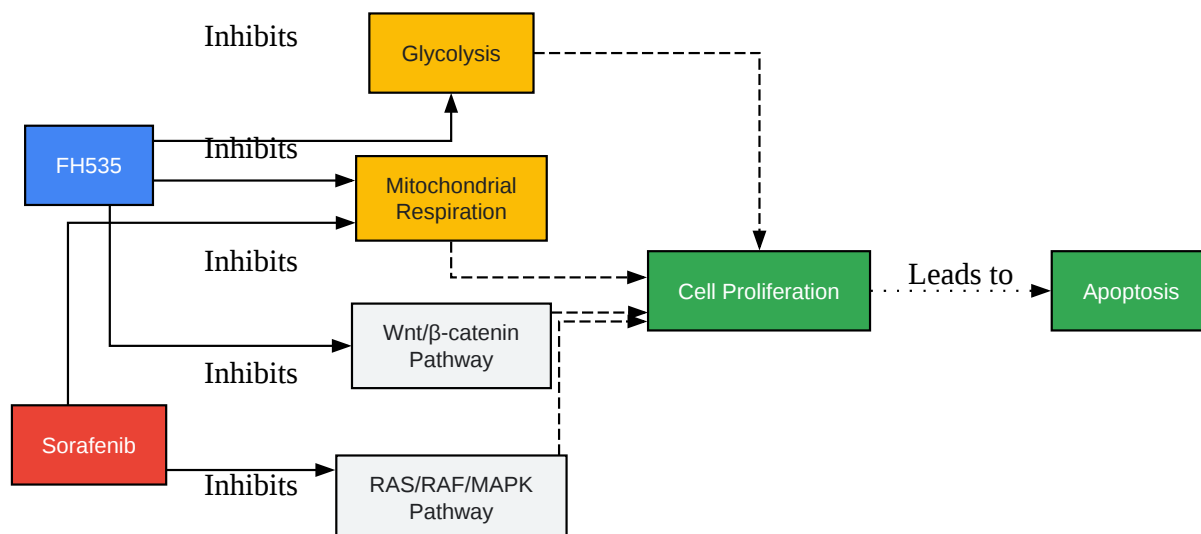 Inhibits
Glycolysis
Inhibits
FH535
Mitochondrial
Respiration
Inhibits
Leads to
Cell Proliferation
Apoptosis
Wnt/β-catenin
Pathway
Inhibits
Sorafenib
Inhibits
RAS/RAF/MAPK
Pathway